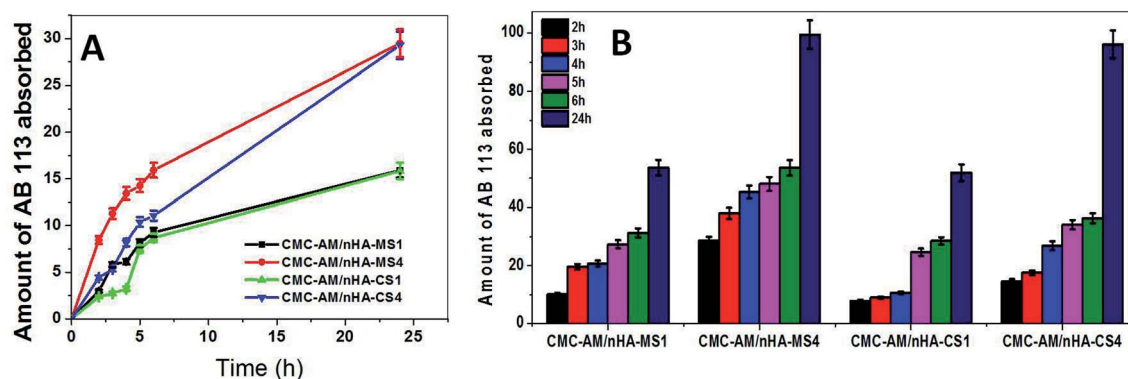 A
Amount of AB 113 absorbed
30
25
20
15
10
5
0
CMC-AM/nHA-MS1
CMC-AM/nHA-MS4
CMC-AM/nHA-CS1
CMC-AM/nHA-CS4
0 5 10 15 20 25
Time (h)
B
Amount of AB 113 absorbed
100
80
60
40
20
0
2h
3h
4h
5h
6h
24h
CMC-AM/nHA-MS1 CMC-AM/nHA-MS4 CMC-AM/nHA-CS1 CMC-AM/nHA-CS4